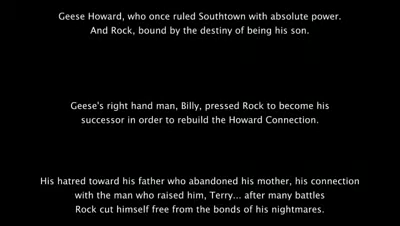 Geese Howard, who once ruled Southtown with absolute power.
And Rock, bound by the destiny of being his son.
Geese's right hand man, Billy, pressed Rock to become his
successor in order to rebuild the Howard Connection.
His hatred toward his father who abandoned his mother, his connection
with the man who raised him, Terry... after many battles
Rock cut himself free from the bonds of his nightmares.